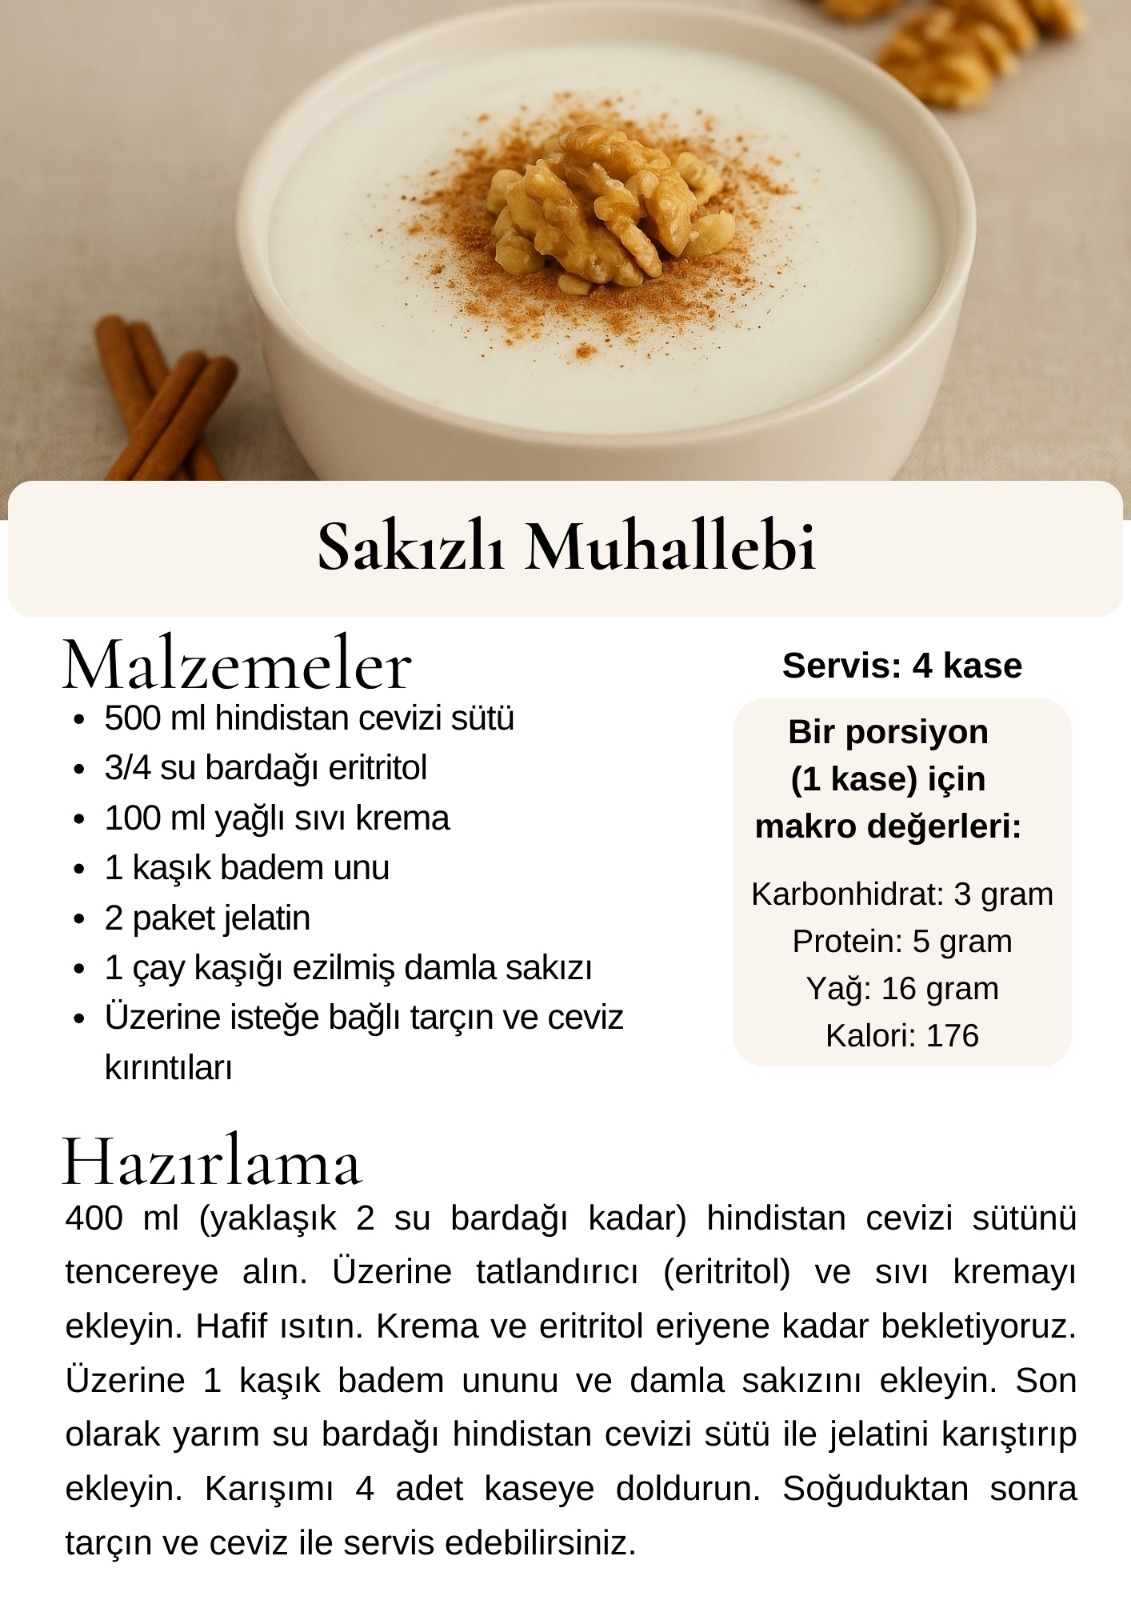 Sakızlı Muhallebi
Malzemeler
500 ml hindistan cevizi sütü
3/4 su bardağı eritritol
100 ml yağlı sıvı krema
1 kaşık badem unu
2 paket jelatin
1 çay kaşığı ezilmiş damla sakızı
Üzerine isteğe bağlı tarçın ve ceviz
kırıntıları
Servis: 4 kase
Bir porsiyon
(1 kase) için
makro değerleri:
Karbonhidrat: 3 gram
Protein: 5 gram
Yağ: 16 gram
Kalori: 176
Hazırlama
400 ml (yaklaşık 2 su bardağı kadar) hindistan cevizi sütünü
tencereye alın. Üzerine tatlandırıcı (eritritol) ve sıvı kremayı
ekleyin. Hafif ısıtın. Krema ve eritritol eriyene kadar bekletiyoruz.
Üzerine 1 kaşık badem ununu ve damla sakızını ekleyin. Son
olarak yarım su bardağı hindistan cevizi sütü ile jelatini karıştırıp
ekleyin. Karışımı 4 adet kaseye doldurun. Soğuduktan sonra
tarçın ve ceviz ile servis edebilirsiniz.